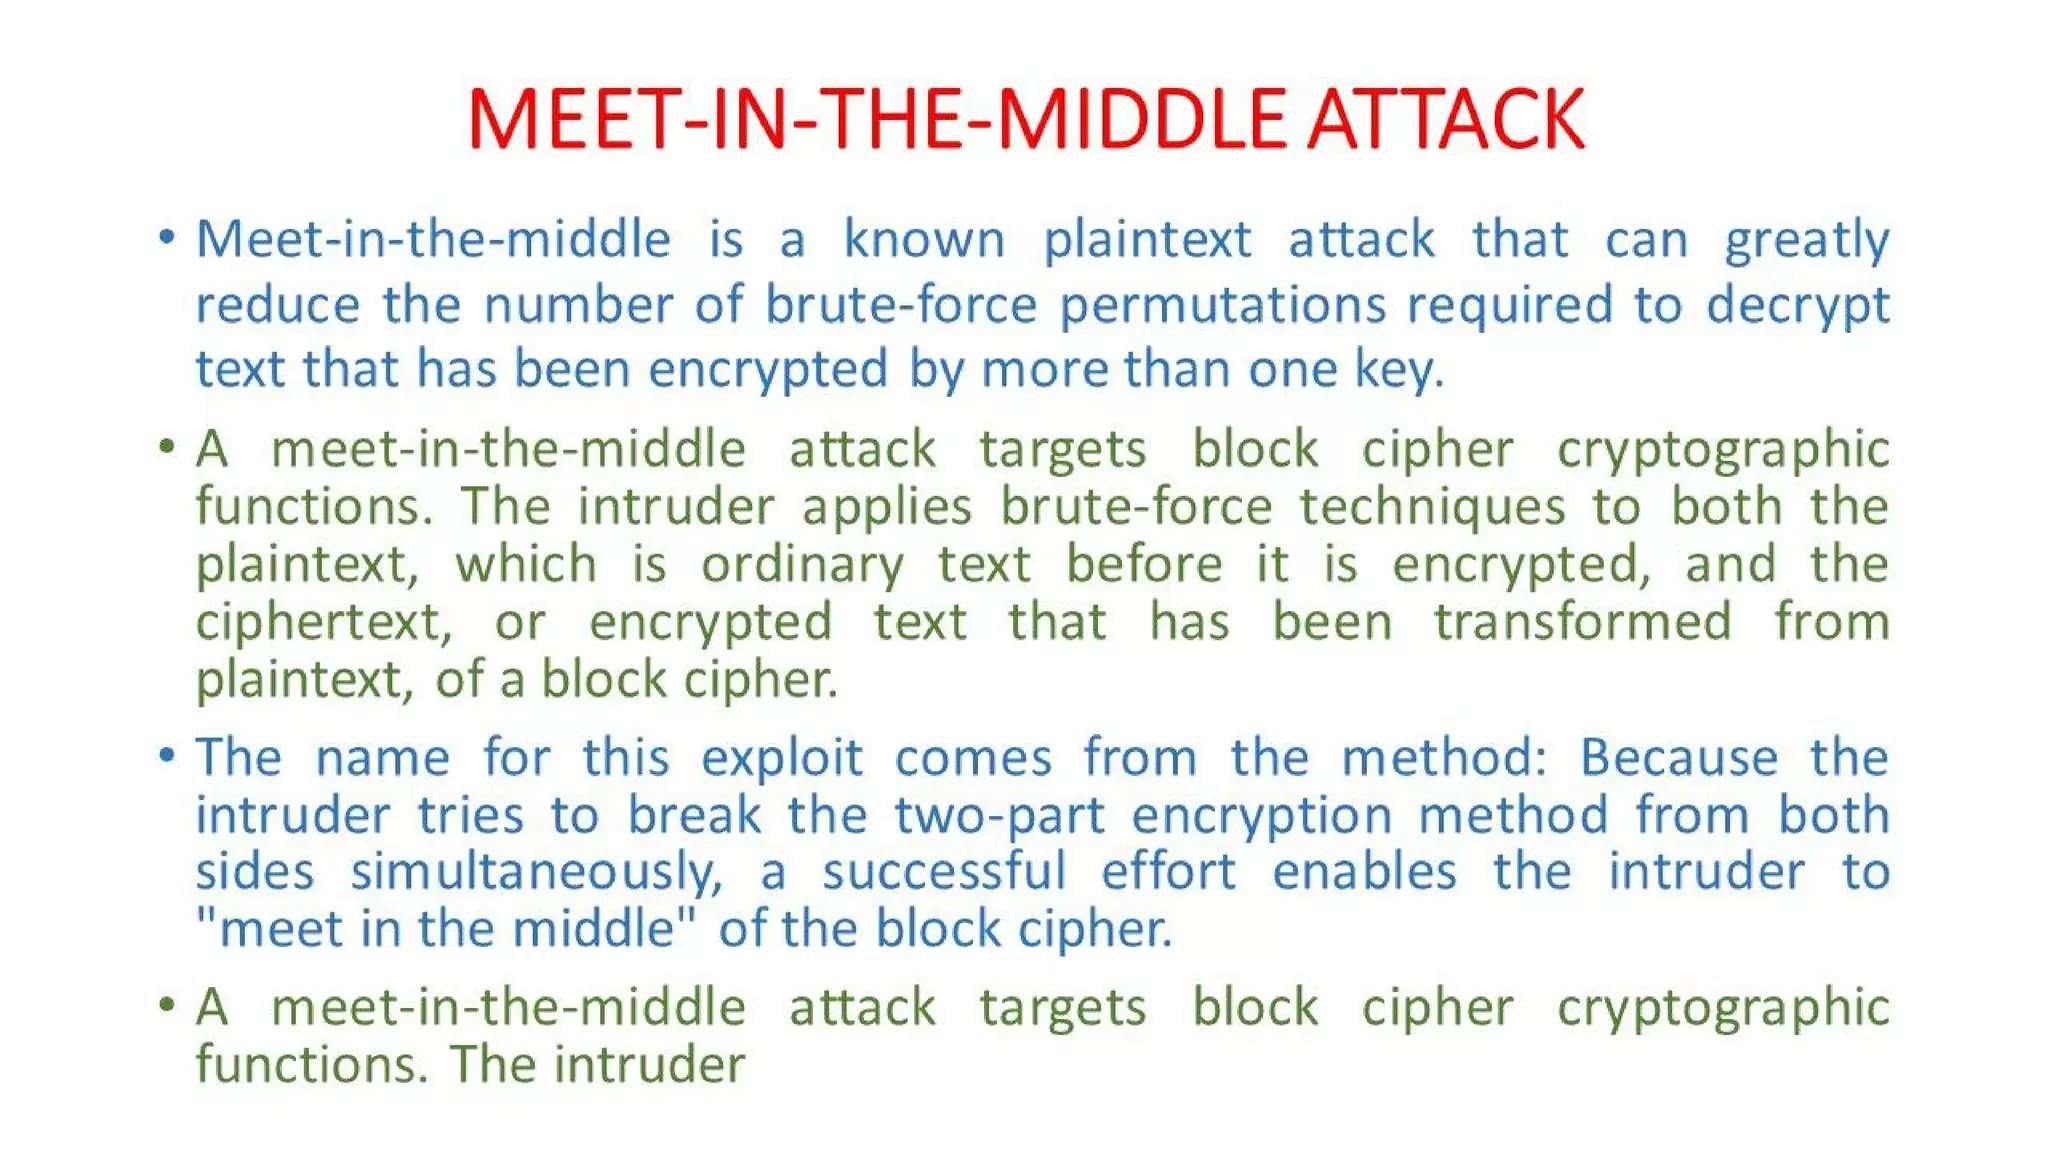 MEET-IN-THE-MIDDLE ATTACK
• Meet-in-the-middle is a known plaintext attack that can greatly
reduce the number of brute-force permutations required to decrypt
text that has been encrypted by more than one key.
• A meet-in-the-middle attack targets block cipher cryptographic
functions. The intruder applies brute-force techniques to both the
plaintext, which is ordinary text before it is encrypted, and the
ciphertext, or encrypted text that has been transformed from
plaintext, of a block cipher.
• The name for this exploit comes from the method: Because the
intruder tries to break the two-part encryption method from both
sides simultaneously, a successful effort enables the intruder to
"meet in the middle" of the block cipher.
• A meet-in-the-middle attack targets block cipher cryptographic
functions. The intruder